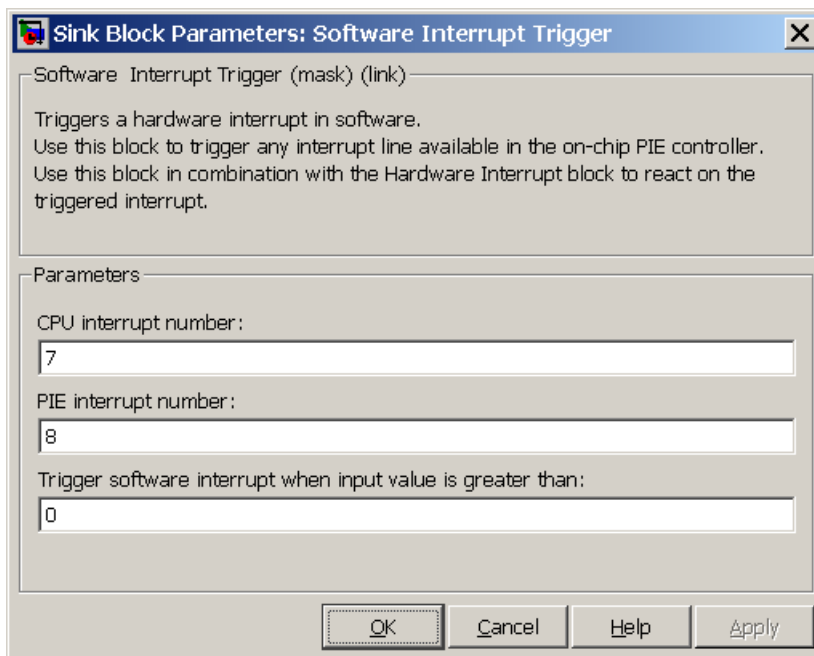 Sink Block Parameters: Software Interrupt Trigger
Software Interrupt Trigger (mask) (link)
Triggers a hardware interrupt in software.
Use this block to trigger any interrupt line available in the on-chip PIE controller.
Use this block in combination with the Hardware Interrupt block to react on the
triggered interrupt.
Parameters
CPU interrupt number:
7
PIE interrupt number:
8
Trigger software interrupt when input value is greater than:
0
OK Cancel Help Apply